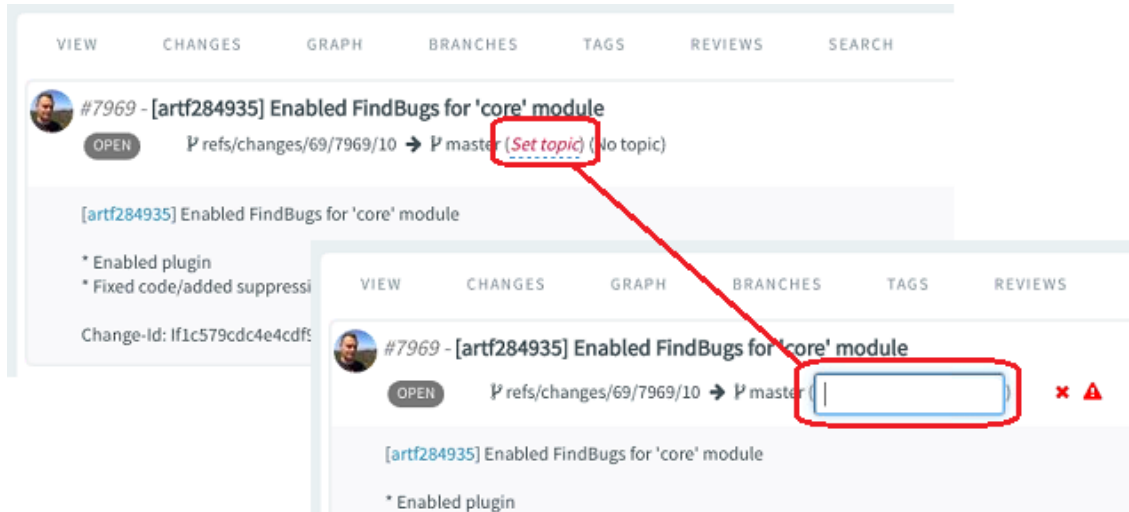 VIEW CHANGES GRAPH BRANCHES TAGS REVIEWS SEARCH
#7969 - [artf284935] Enabled FindBugs for 'core' module
OPEN refs/changes/69/7969/10 → master (Set topic) (No topic)
[artf284935] Enabled FindBugs for 'core' module
* Enabled plugin
* Fixed code/added suppressi
Change-Id: If1c579cdc4e4cdf9
VIEW CHANGES GRAPH BRANCHES TAGS REVIEWS
#7969 - [artf284935] Enabled FindBugs for 'core' module
OPEN refs/changes/69/7969/10 → master ( )
[artf284935] Enabled FindBugs for 'core' module
* Enabled plugin